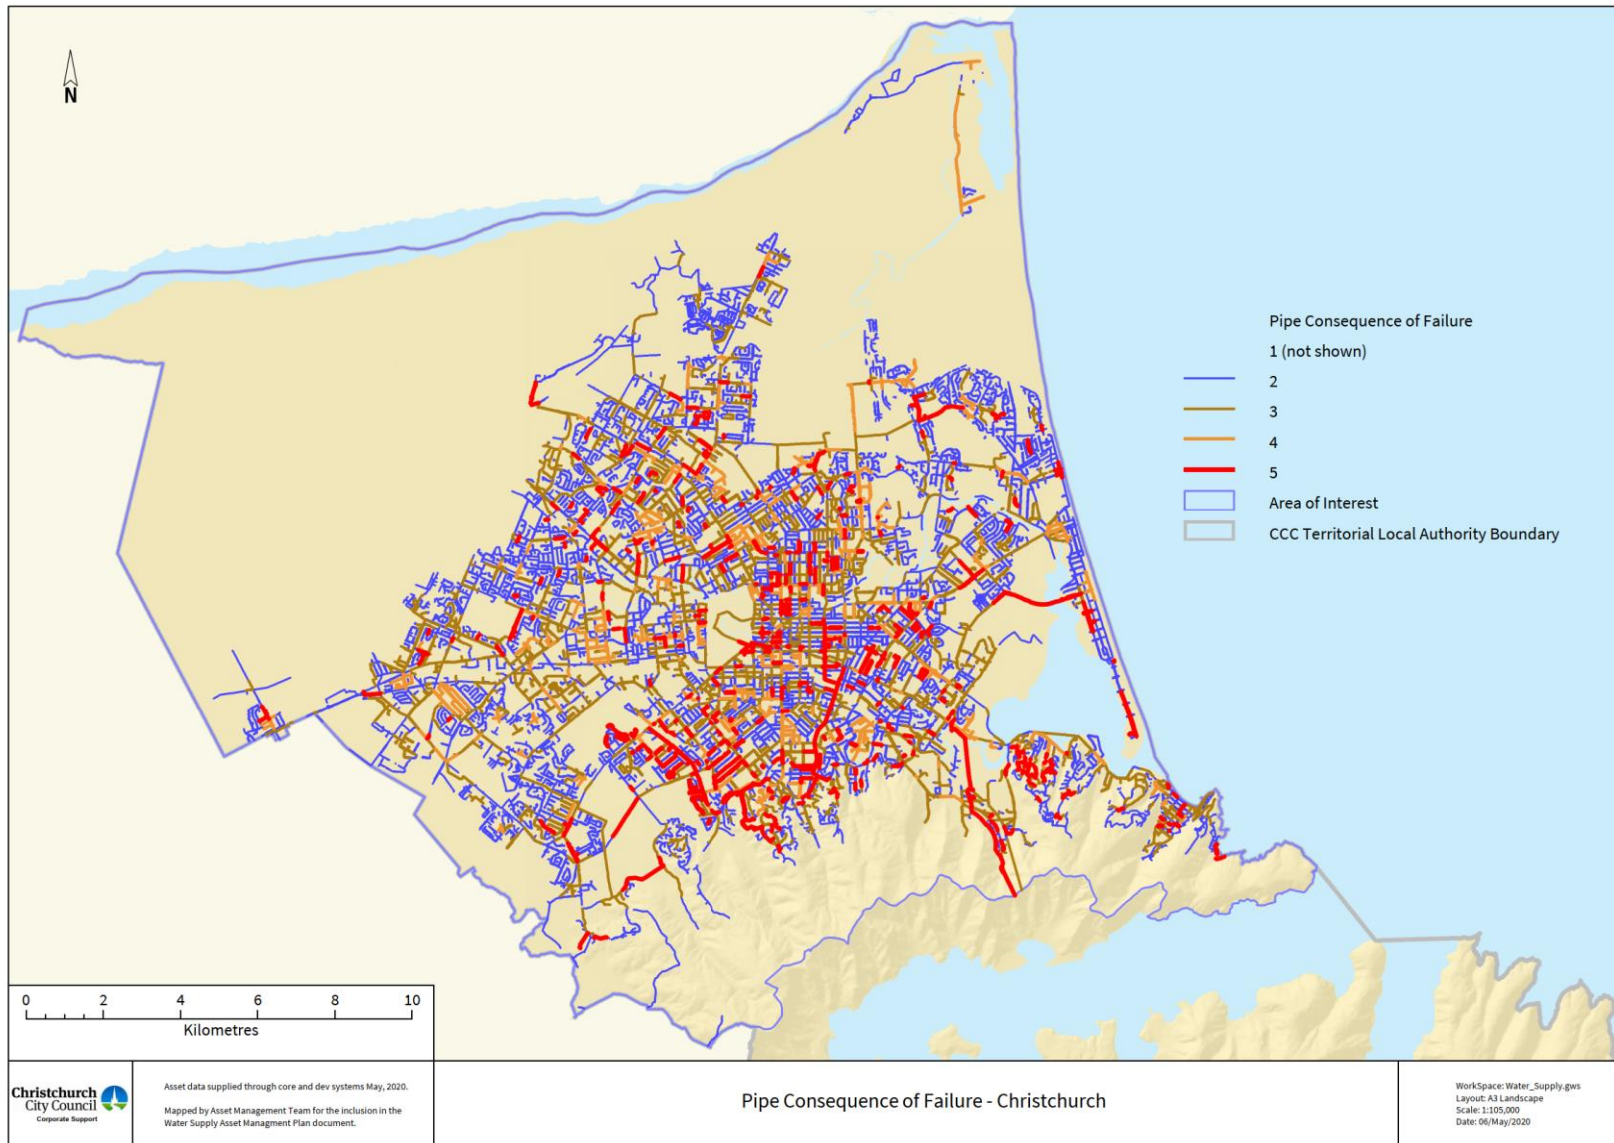 N
Pipe Consequence of Failure
1 (not shown)
2
3
4
5
Area of Interest
CCC Territorial Local Authority Boundary
0 2 4 6 8 10
Kilometres
Christchurch
City Council
Corporate Support
Asset data supplied through core and dev systems May, 2020.
Mapped by Asset Management Team for the inclusion in the
Water Supply Asset Managment Plan document.
Pipe Consequence of Failure - Christchurch
WorkSpace: Water_Supply.gws
Layout: A3 Landscape
Scale: 1:105,000
Date: 06/May/2020